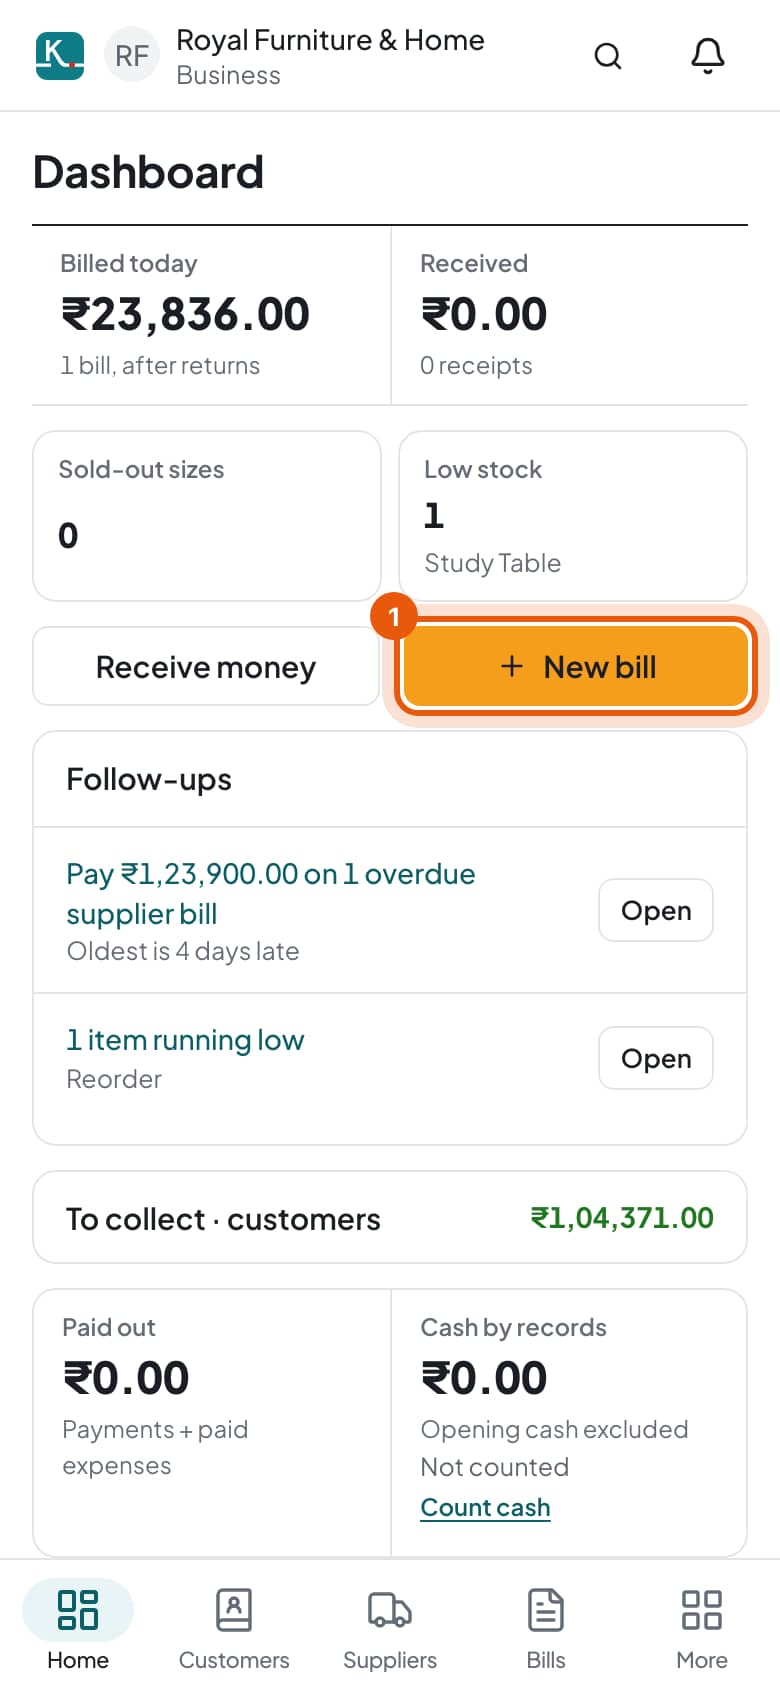 K.
RF
Royal Furniture & Home
Business
Dashboard
Billed today
₹23,836.00
1 bill, after returns
Received
₹0.00
0 receipts
Sold-out sizes
0
Low stock
1
Study Table
Receive money
1
+ New bill
Follow-ups
Pay ₹1,23,900.00 on 1 overdue
supplier bill
Oldest is 4 days late
Open
1 item running low
Reorder
Open
To collect · customers
₹1,04,371.00
Paid out
₹0.00
Payments + paid
expenses
Cash by records
₹0.00
Opening cash excluded
Not counted
Count cash
Home
Customers
Suppliers
Bills
More